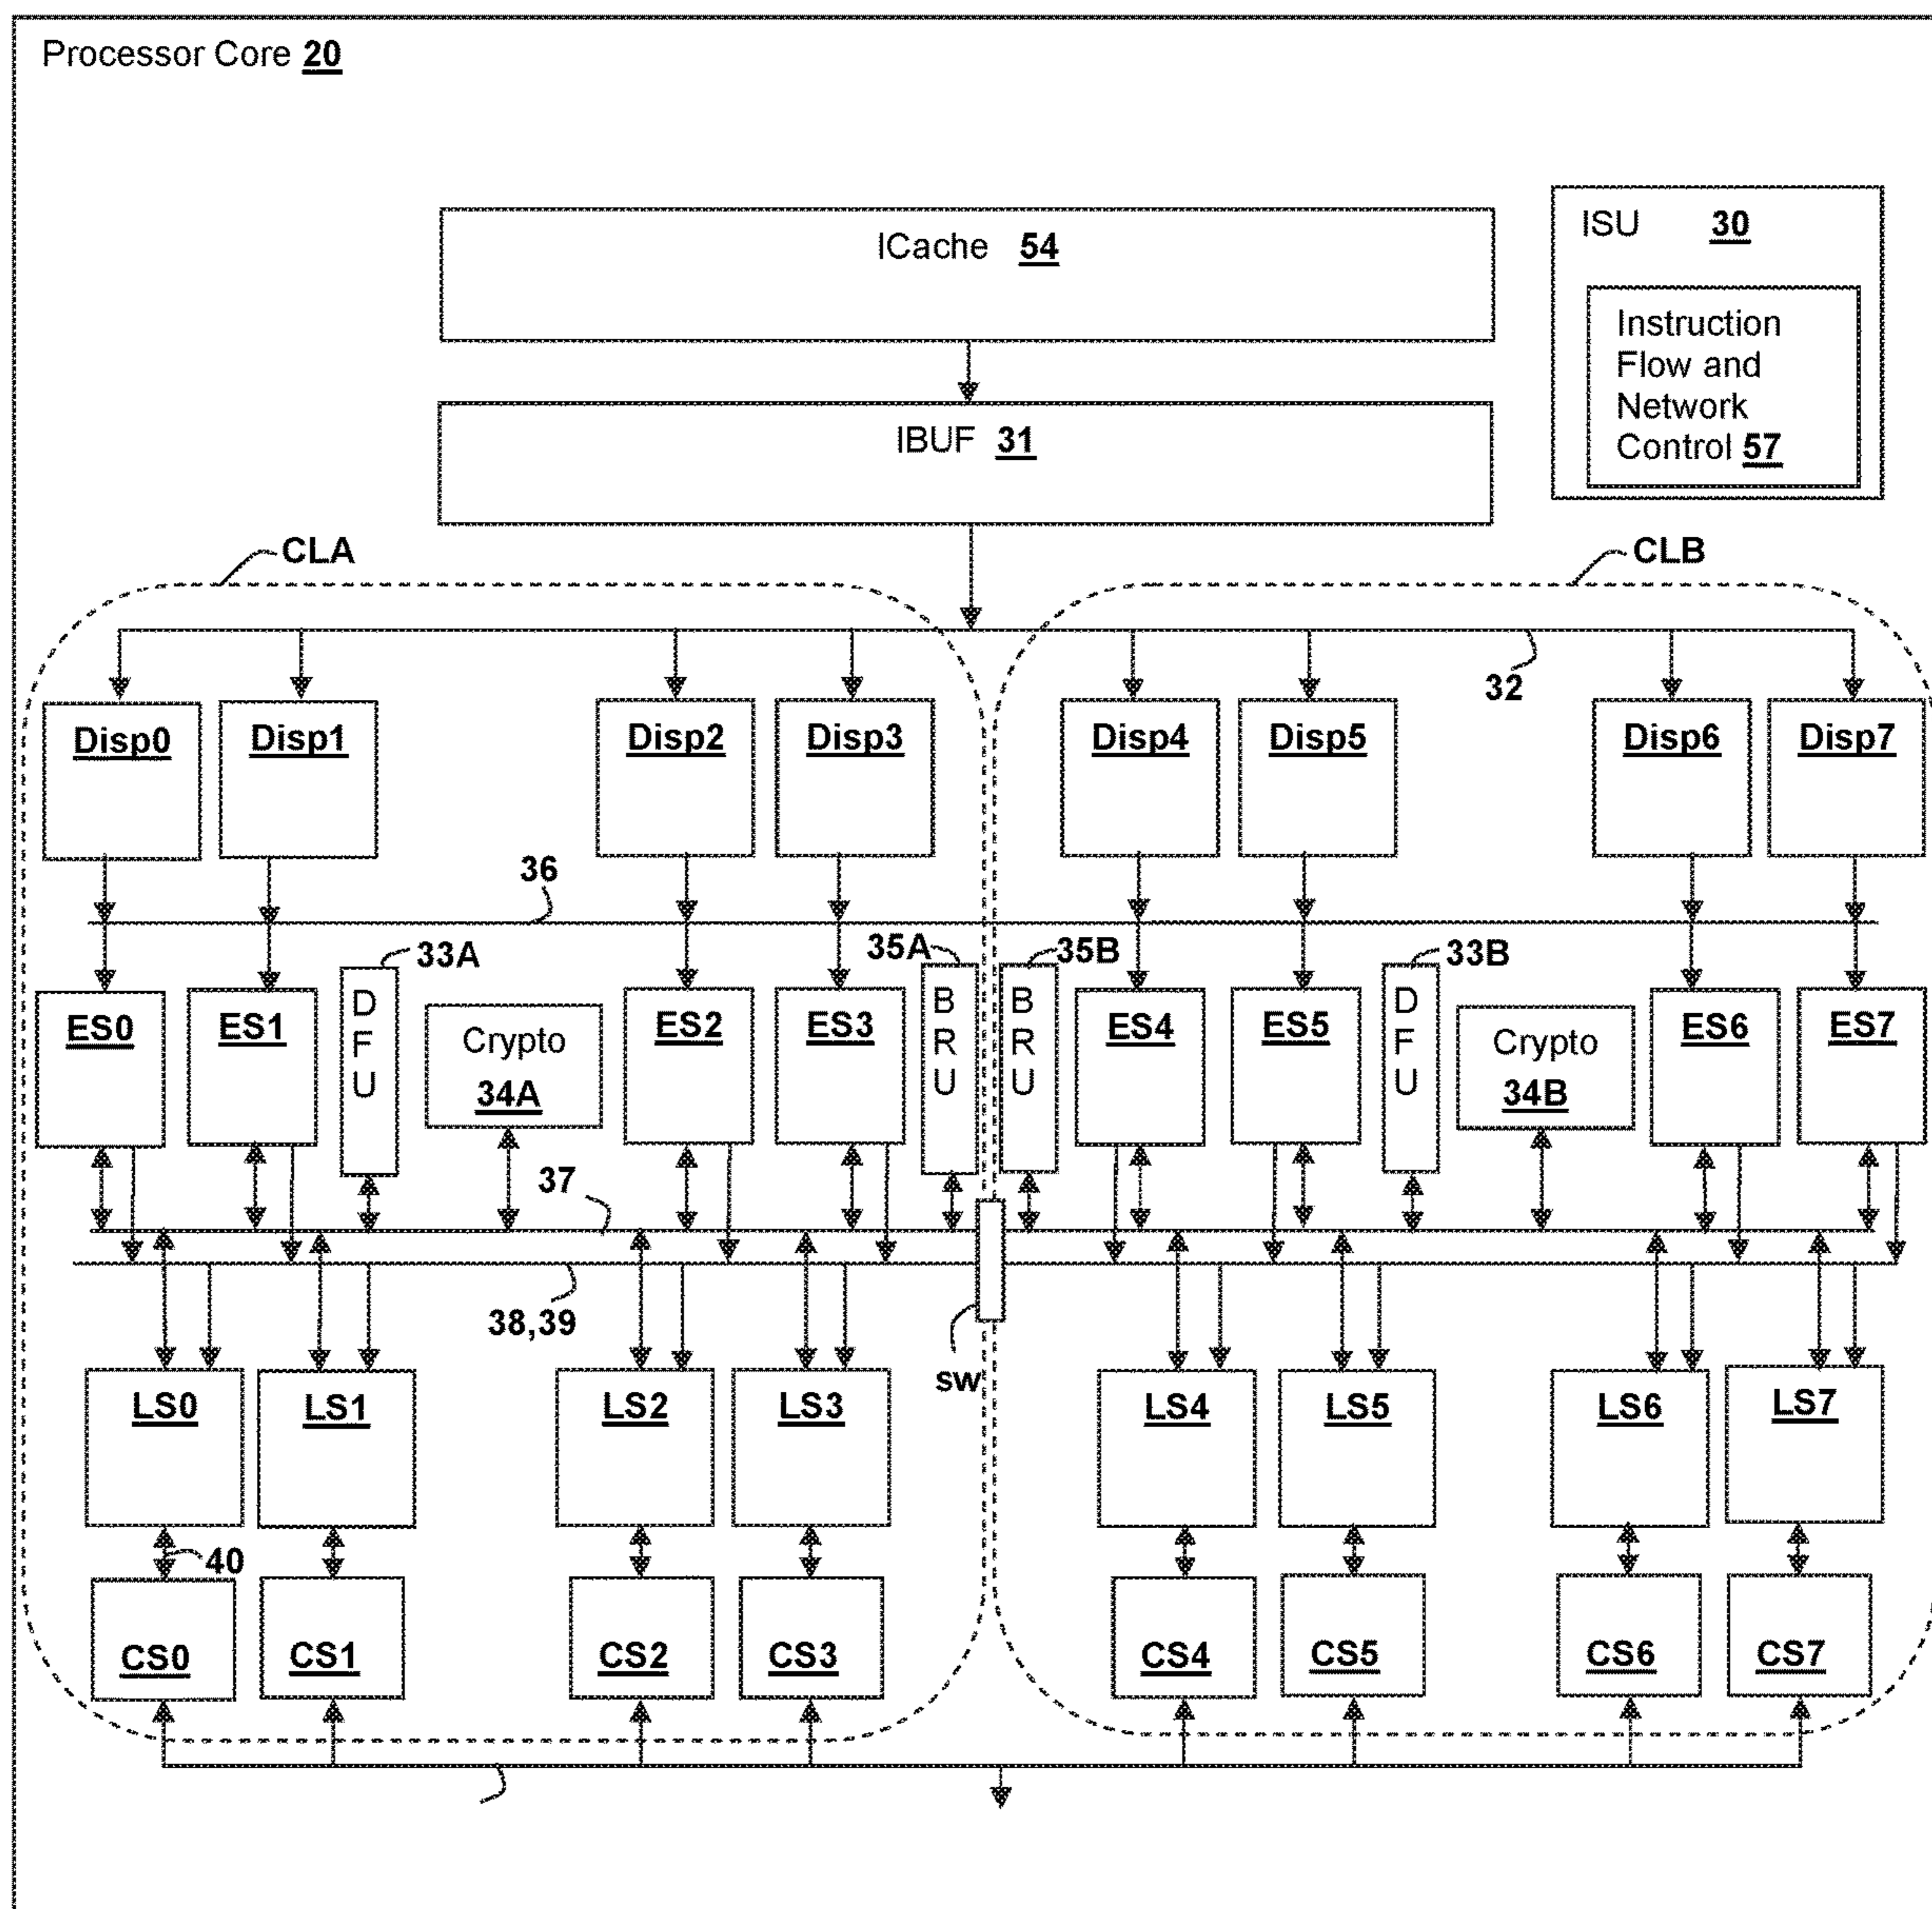 Processor Core 20
ISU 30
ICache 54
Instruction
Flow and
Network
Control 57
IBUF 31
CLA
CLB
32
Disp0 Disp1 Disp2 Disp3 Disp4 Disp5 Disp6 Disp7
36
33A
35A
35B
33B
ES0 ES1
D
F
U
Crypto
34A
ES2 ES3
B
R
U
B
R
U
ES4 ES5
D
F
U
Crypto
34B
ES6 ES7
37
38,39
sw
LS0 LS1 LS2 LS3 LS4 LS5 LS6 LS7
40
CS0 CS1 CS2 CS3 CS4 CS5 CS6 CS7